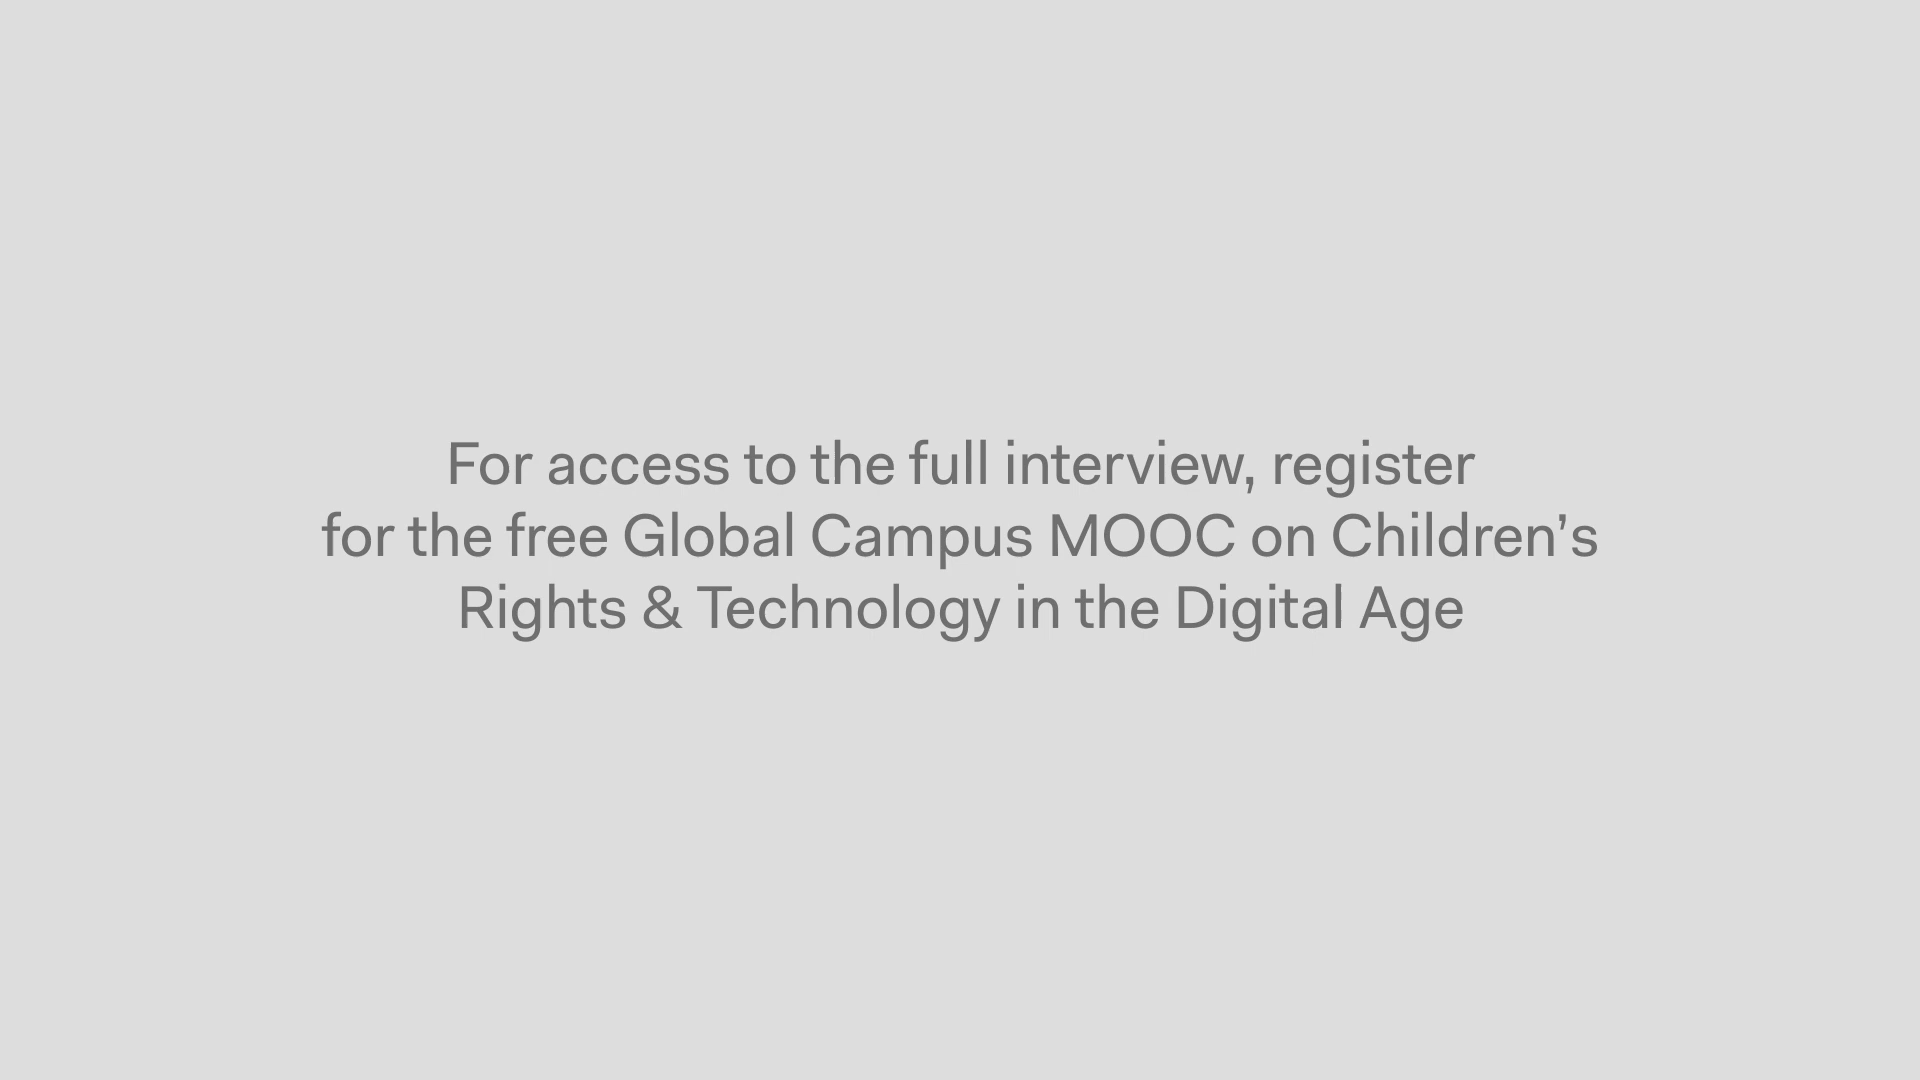 For access to the full interview, register
for the free Global Campus MOOC on Children’s
Rights & Technology in the Digital Age